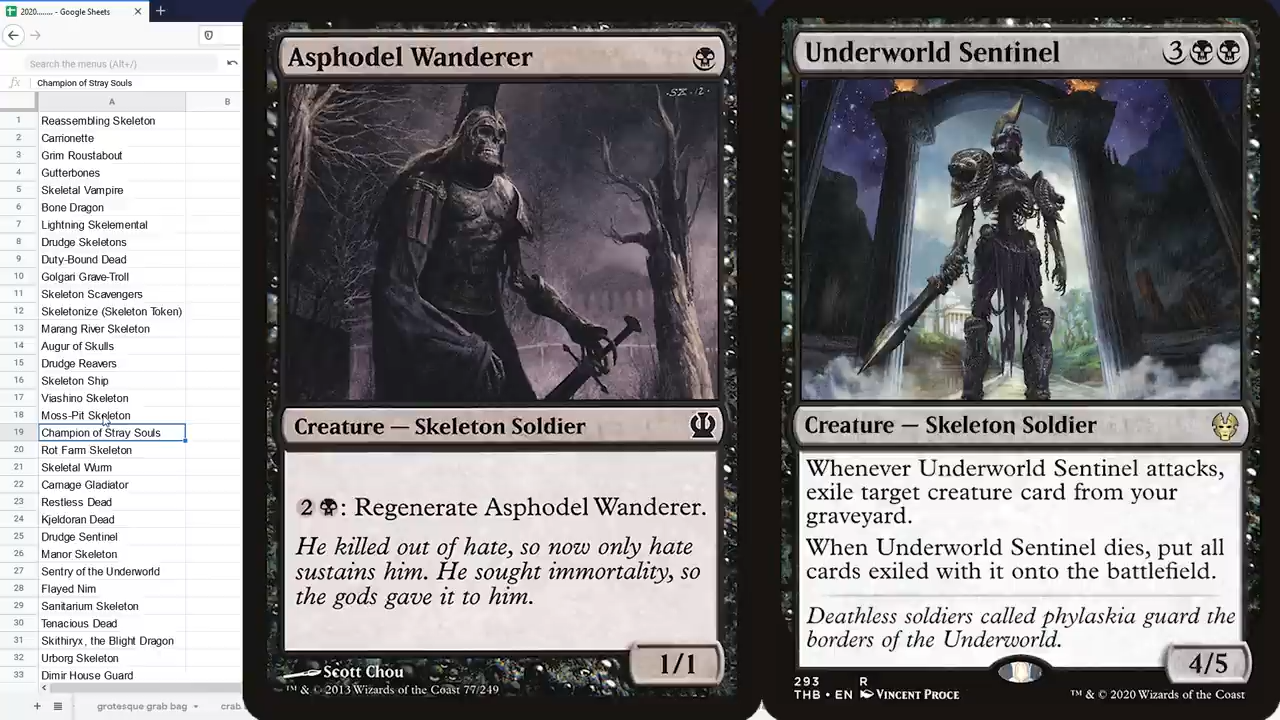 2020........ - Google Sheets
Search the menus (Alt+/)
fx Champion of Stray Souls
A B
1 Reassembling Skeleton
2 Carrionette
3 Grim Roustabout
4 Gutterbones
5 Skeletal Vampire
6 Bone Dragon
7 Lightning Skelemental
8 Drudge Skeletons
9 Duty-Bound Dead
10 Golgari Grave-Troll
11 Skeleton Scavengers
12 Skeletonize (Skeleton Token)
13 Marang River Skeleton
14 Augur of Skulls
15 Drudge Reavers
16 Skeleton Ship
17 Viashino Skeleton
18 Moss-Pit Skeleton
19 Champion of Stray Souls
20 Rot Farm Skeleton
21 Skeletal Wurm
22 Carnage Gladiator
23 Restless Dead
24 Kjeldoran Dead
25 Drudge Sentinel
26 Manor Skeleton
27 Sentry of the Underworld
28 Flayed Nim
29 Sanitarium Skeleton
30 Tenacious Dead
31 Skithiryx, the Blight Dragon
32 Urborg Skeleton
33 Dimir House Guard
grotesque grab bag
crab
Asphodel Wanderer
·SZ·12·
Creature — Skeleton Soldier
2 : Regenerate Asphodel Wanderer.
He killed out of hate, so now only hate
sustains him. He sought immortality, so
the gods gave it to him.
1/1
Scott Chou
™ & © 2013 Wizards of the Coast 77/249
Underworld Sentinel 3
Creature — Skeleton Soldier
Whenever Underworld Sentinel attacks,
exile target creature card from your
graveyard.
When Underworld Sentinel dies, put all
cards exiled with it onto the battlefield.
Deathless soldiers called phylaskia guard the
borders of the Underworld.
4/5
293 R
THB • EN Vincent Proce
™ & © 2020 Wizards of the Coast